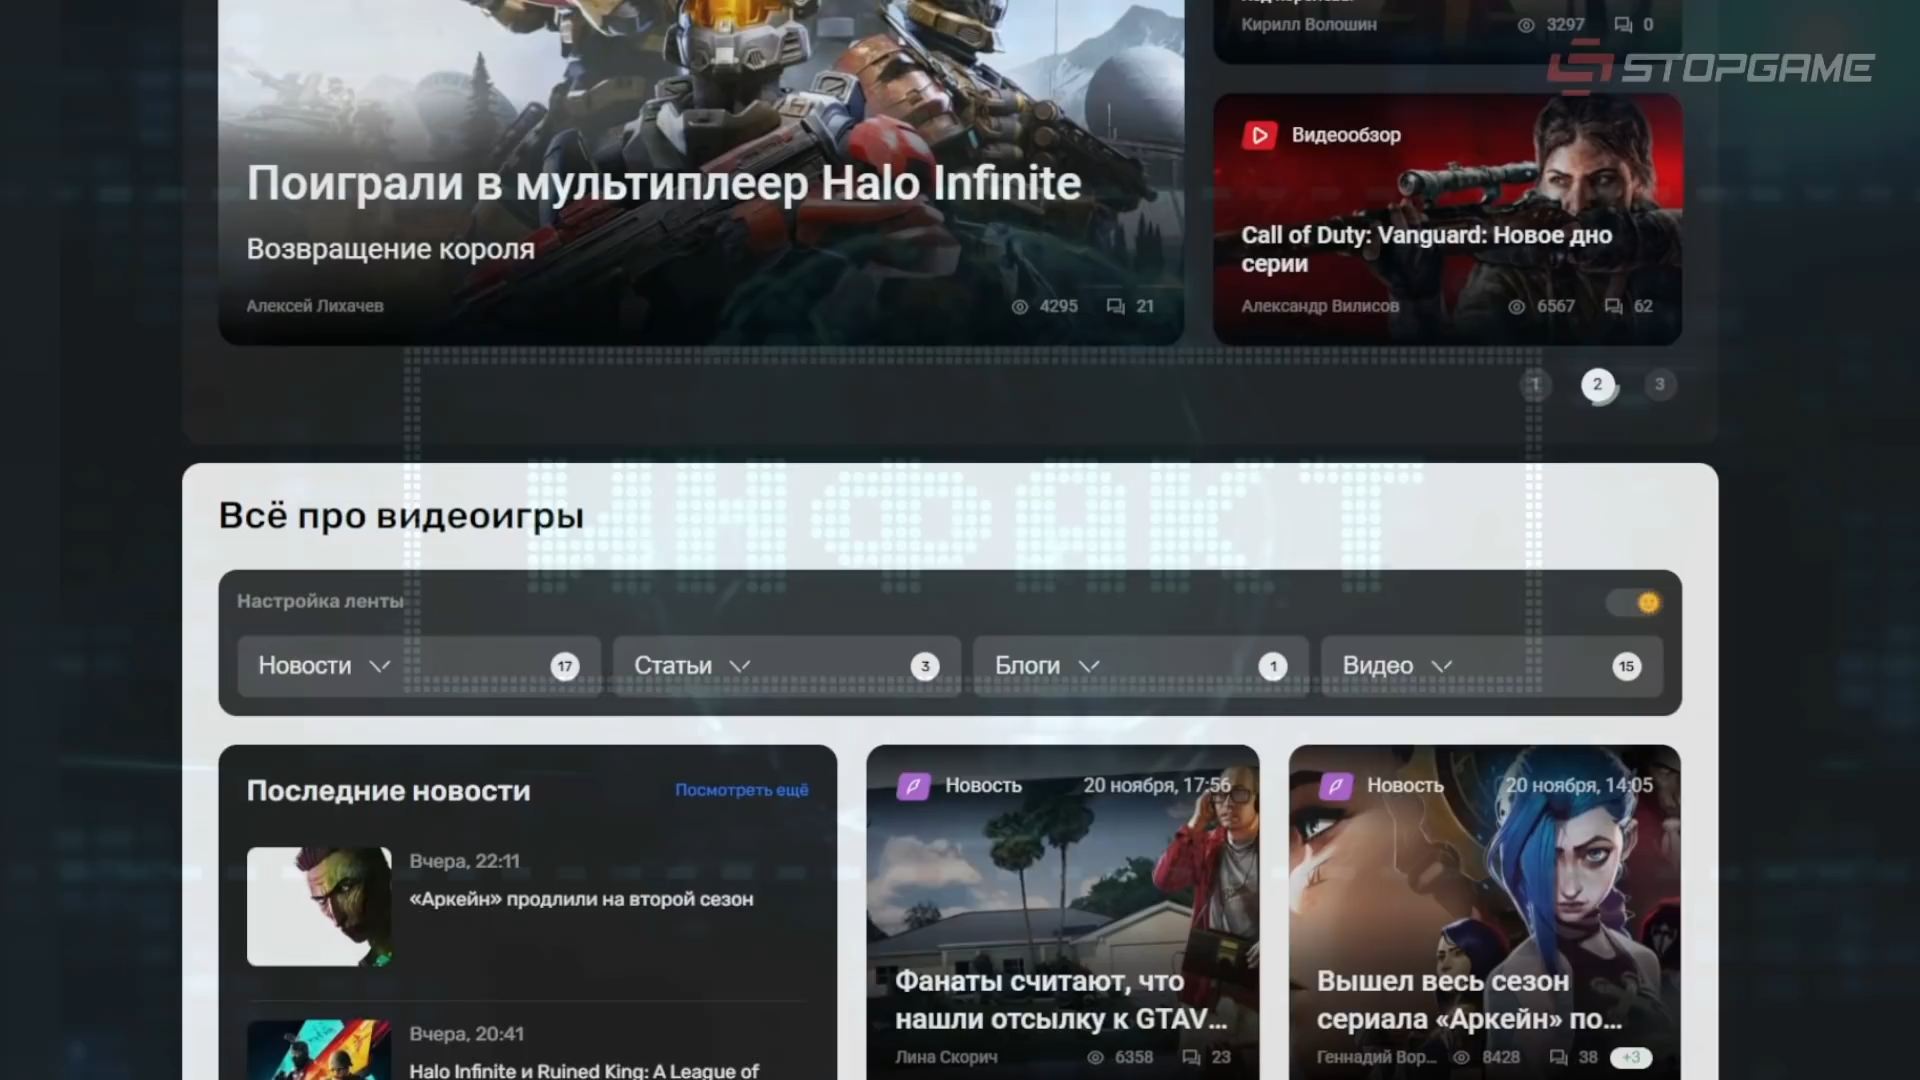 Кирилл Волошин 3297 0
STOPGAME
Видеообзор
Поиграли в мультиплеер Halo Infinite
Возвращение короля
Алексей Лихачев 4295 21
Call of Duty: Vanguard: Новое дно
серии
Александр Вилисов 6567 62
1 2 3
ИНФАКТ
Всё про видеоигры
Настройка ленты
Новости 17 Статьи 3 Блоги 1 Видео 15
Последние новости Посмотреть ещё
Вчера, 22:11
«Аркейн» продлили на второй сезон
Вчера, 20:41
Halo Infinite и Ruined King: A League of
Новость 20 ноября, 17:56
Фанаты считают, что
нашли отсылку к GTAV...
Лина Скорич 6358 23
Новость 20 ноября, 14:05
Вышел весь сезон
сериала «Аркейн» по...
Геннадий Вор... 8428 38 +3